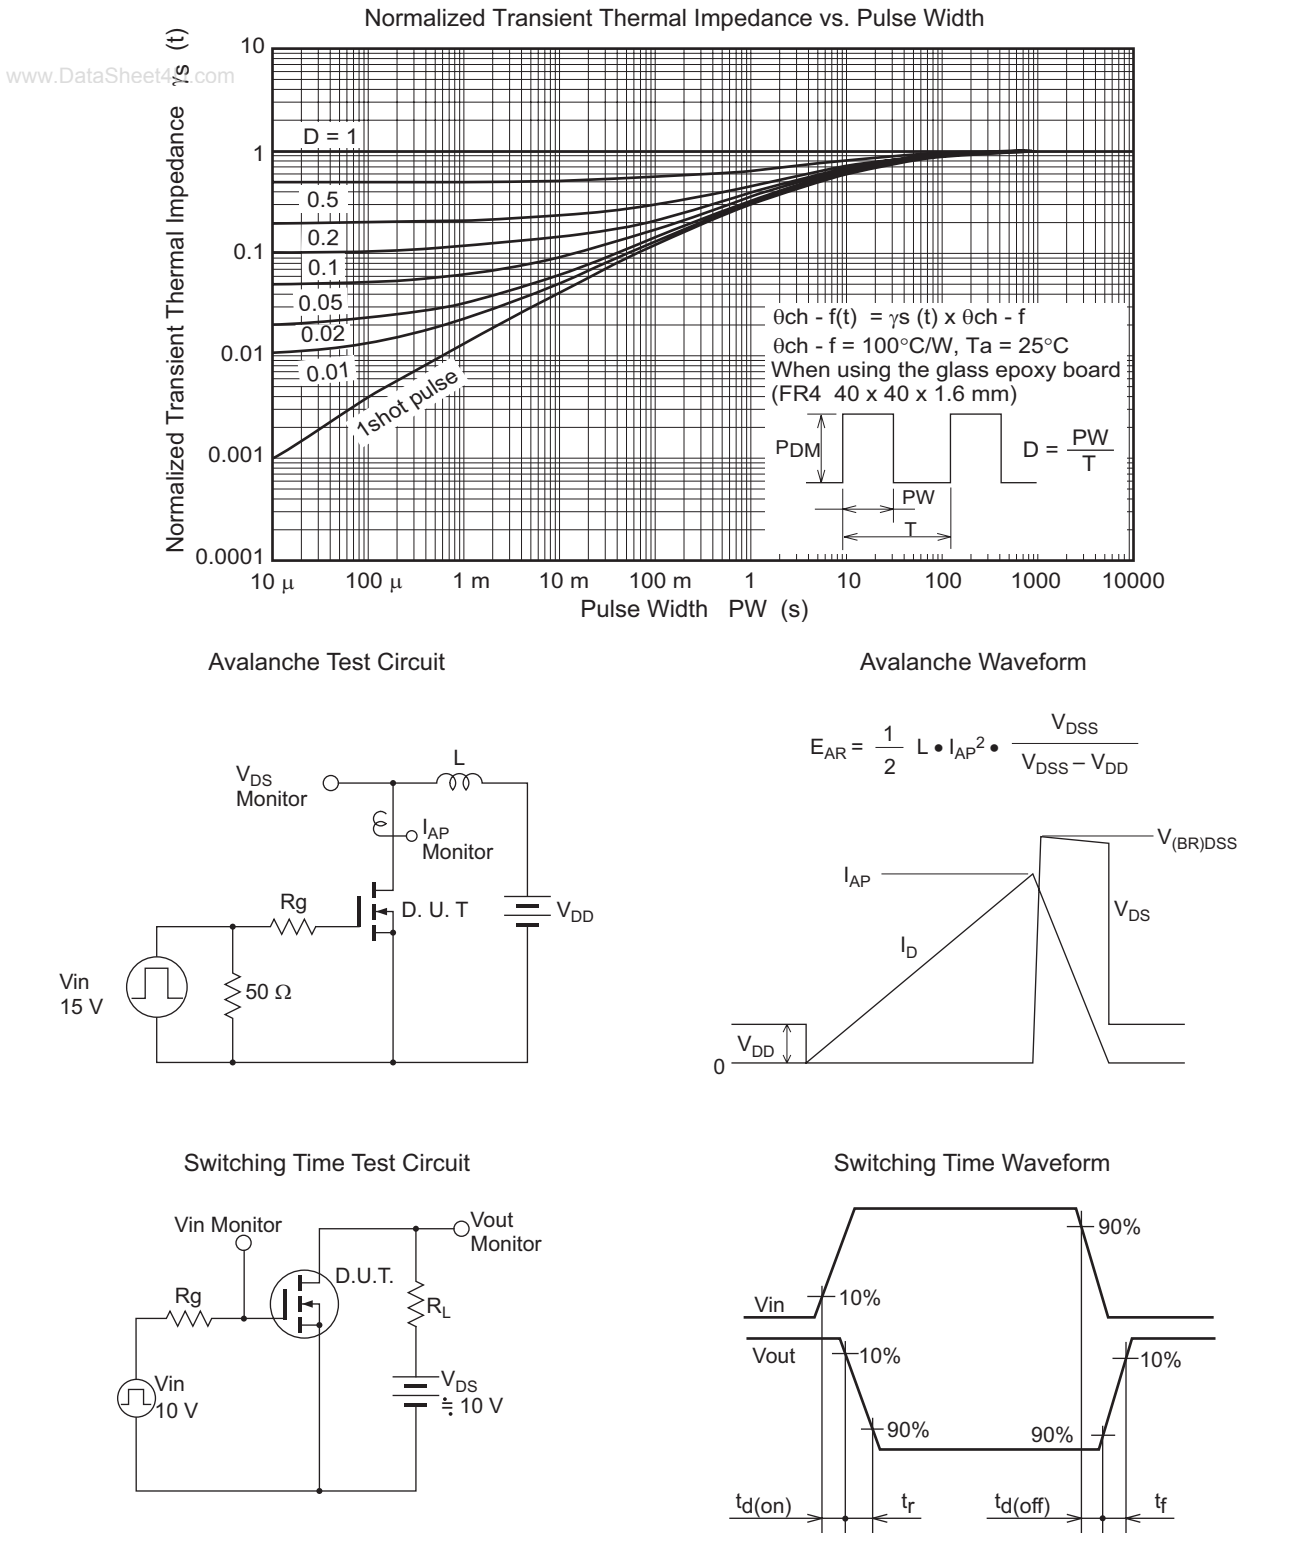 Normalized Transient Thermal Impedance vs. Pulse Width
www.DataSheet4U.com
Normalized Transient Thermal Impedance γs (t)
10
1
0.1
0.01
0.001
0.0001
D = 1
0.5
0.2
0.1
0.05
0.02
0.01
1shot pulse
θch - f(t) = γs (t) x θch - f
θch - f = 100°C/W, Ta = 25°C
When using the glass epoxy board
(FR4 40 x 40 x 1.6 mm)
PDM
D = PW
T
PW
T
10 μ 100 μ 1 m 10 m 100 m 1 10 100 1000 10000
Pulse Width PW (s)
Avalanche Test Circuit
VDS
Monitor
L
IAP
Monitor
Rg
D. U. T
VDD
Vin
15 V
50 Ω
Avalanche Waveform
EAR = 1
2
L • IAP² • VDSS
VDSS – VDD
V(BR)DSS
IAP
VDS
ID
VDD
0
Switching Time Test Circuit
Vin Monitor
Vout
Monitor
D.U.T.
Rg
RL
Vin
10 V
VDS
≒ 10 V
Switching Time Waveform
90%
Vin
10%
Vout
10%
10%
90%
90%
td(on)
tr
td(off)
tf